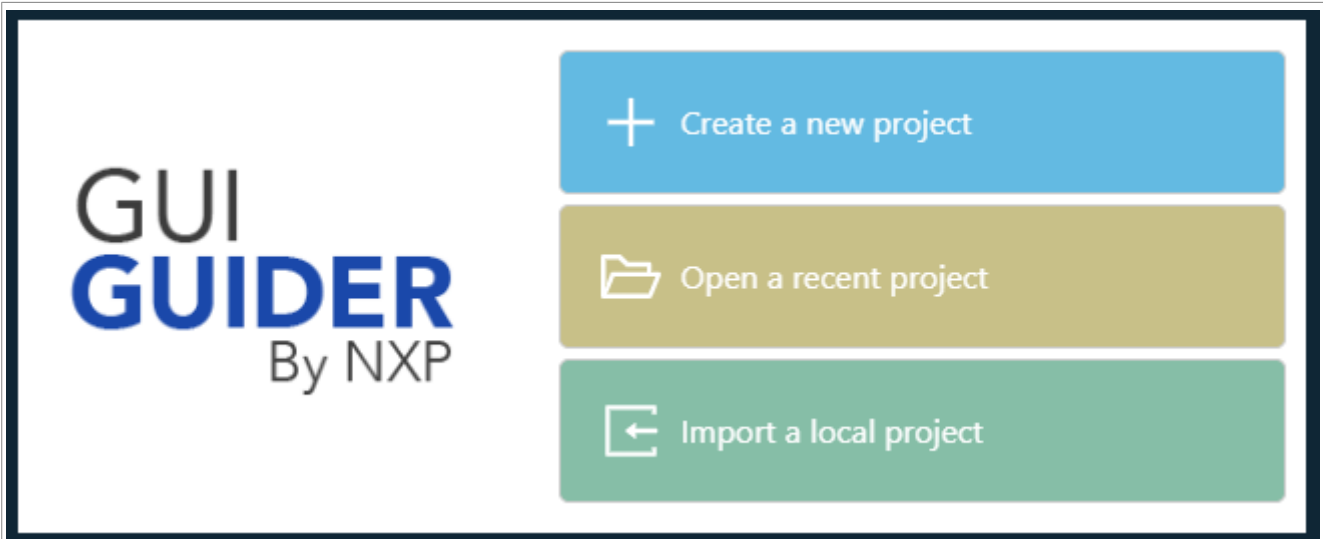 GUI
GUIDER
By NXP
Create a new project
Open a recent project
Import a local project